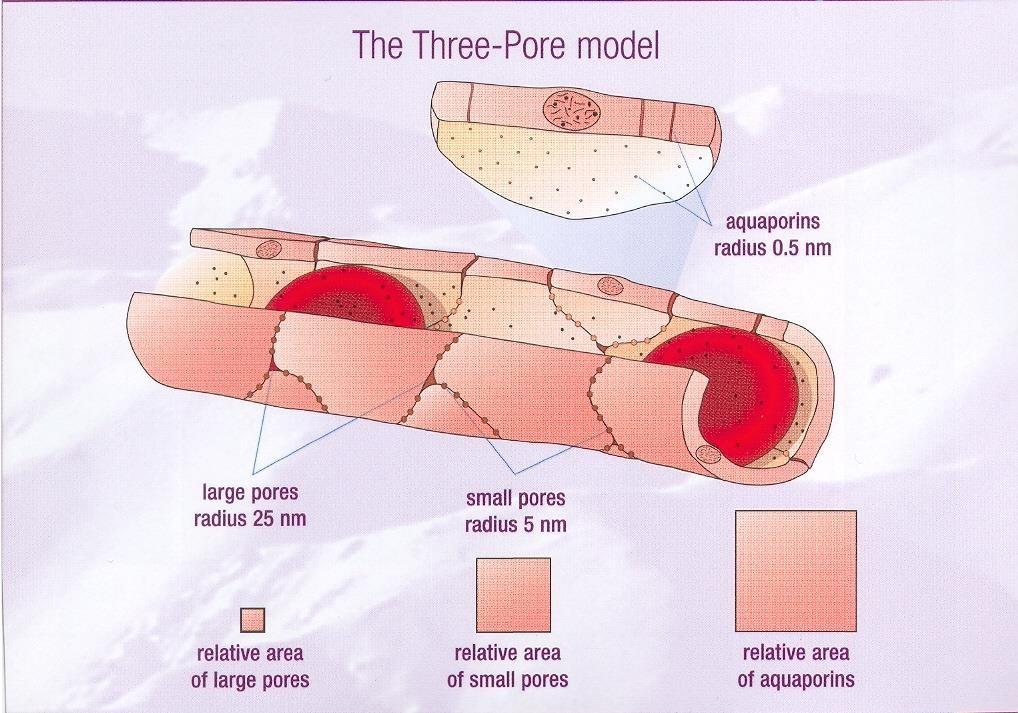 The Three-Pore model
aquaporins
radius 0.5 nm
large pores
radius 25 nm
small pores
radius 5 nm
relative area
of large pores
relative area
of small pores
relative area
of aquaporins